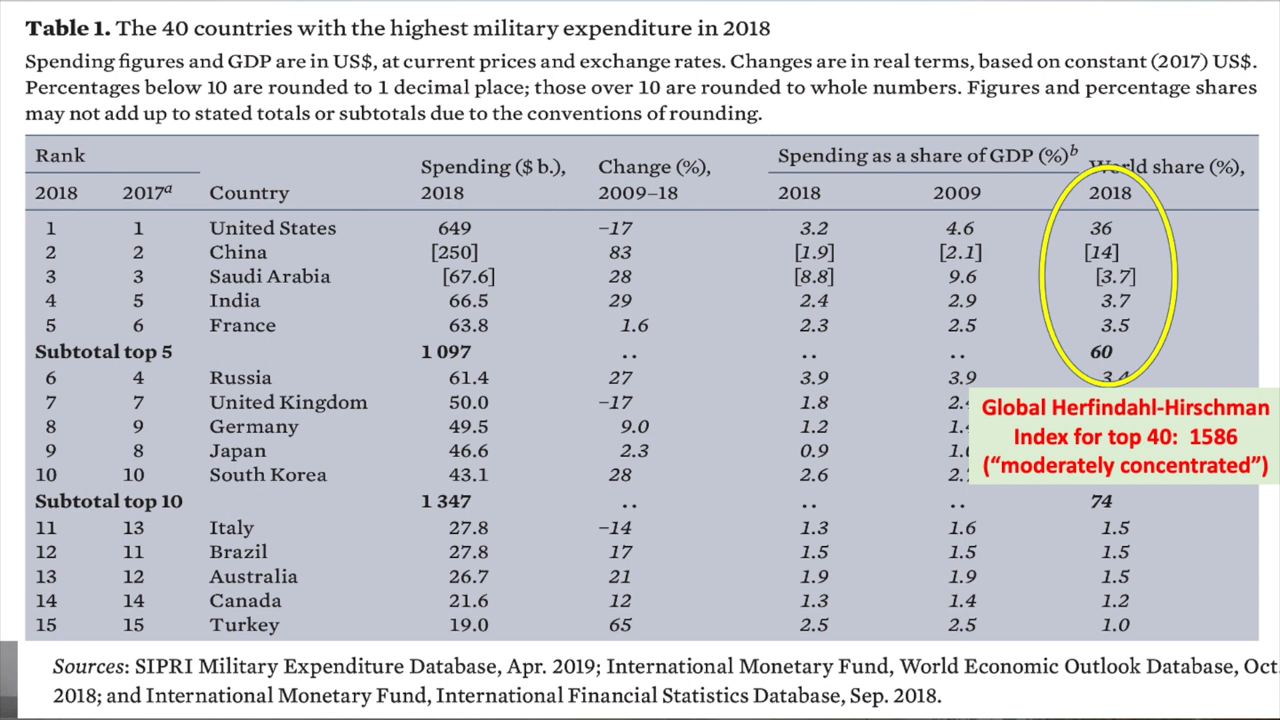 Table 1. The 40 countries with the highest military expenditure in 2018
Spending figures and GDP are in US$, at current prices and exchange rates. Changes are in real terms, based on constant (2017) US$.
Percentages below 10 are rounded to 1 decimal place; those over 10 are rounded to whole numbers. Figures and percentage shares
may not add up to stated totals or subtotals due to the conventions of rounding.
Rank Spending ($ b.), Change (%), Spending as a share of GDP (%)b World share (%),
2018 2017a Country 2018 2009–18 2018 2009 2018
1 1 United States 649 –17 3.2 4.6 36
2 2 China [250] 83 [1.9] [2.1] [14]
3 3 Saudi Arabia [67.6] 28 [8.8] 9.6 [3.7]
4 5 India 66.5 29 2.4 2.9 3.7
5 6 France 63.8 1.6 2.3 2.5 3.5
Subtotal top 5 1 097 . . . . . . 60
6 4 Russia 61.4 27 3.9 3.9 3.4
7 7 United Kingdom 50.0 –17 1.8
8 9 Germany 49.5 9.0 1.2
9 8 Japan 46.6 2.3 0.9
10 10 South Korea 43.1 28 2.6
Global Herfindahl-Hirschman
Index for top 40: 1586
(“moderately concentrated”)
Subtotal top 10 1 347 . . . . . . 74
11 13 Italy 27.8 –14 1.3 1.6 1.5
12 11 Brazil 27.8 17 1.5 1.5 1.5
13 12 Australia 26.7 21 1.9 1.9 1.5
14 14 Canada 21.6 12 1.3 1.4 1.2
15 15 Turkey 19.0 65 2.5 2.5 1.0
Sources: SIPRI Military Expenditure Database, Apr. 2019; International Monetary Fund, World Economic Outlook Database, Oct.
2018; and International Monetary Fund, International Financial Statistics Database, Sep. 2018.